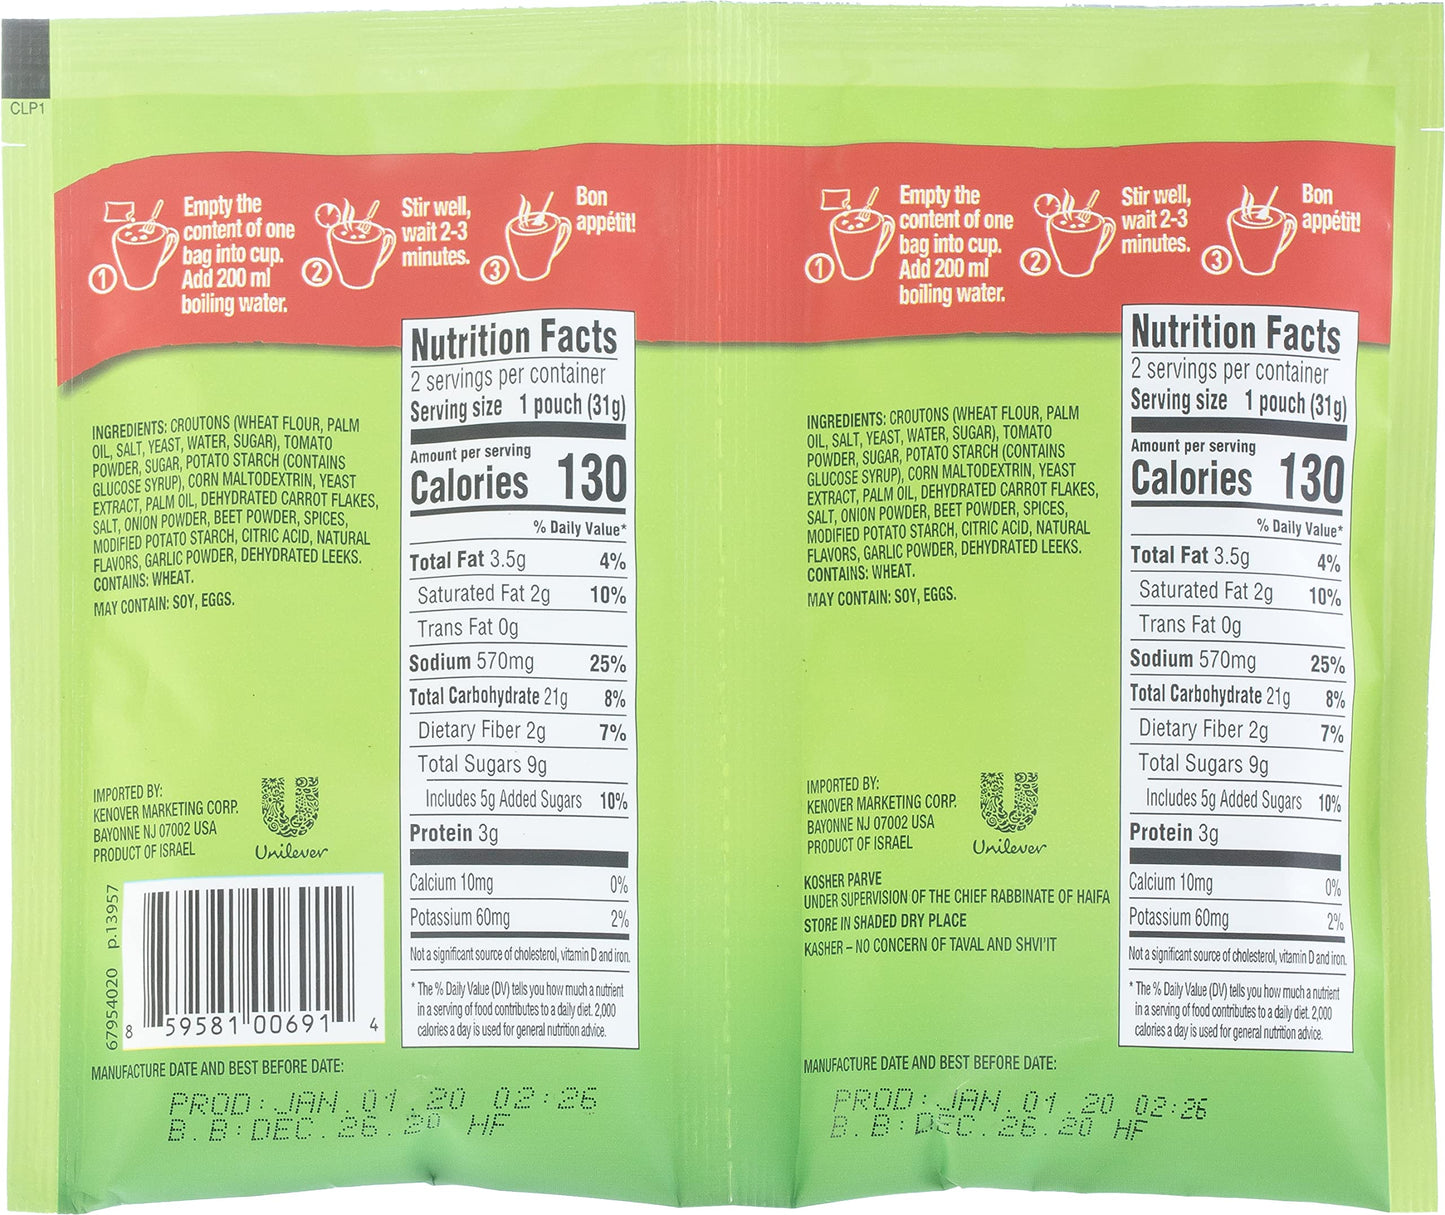 CLP1
1
Empty the
content of one
bag into cup.
Add 200 ml
boiling water.
2
Stir well,
wait 2-3
minutes.
3
Bon
appétit!
INGREDIENTS: CROUTONS (WHEAT FLOUR, PALM
OIL, SALT, YEAST, WATER, SUGAR), TOMATO
POWDER, SUGAR, POTATO STARCH (CONTAINS
GLUCOSE SYRUP), CORN MALTODEXTRIN, YEAST
EXTRACT, PALM OIL, DEHYDRATED CARROT FLAKES,
SALT, ONION POWDER, BEET POWDER, SPICES,
MODIFIED POTATO STARCH, CITRIC ACID, NATURAL
FLAVORS, GARLIC POWDER, DEHYDRATED LEEKS.
CONTAINS: WHEAT.
MAY CONTAIN: SOY, EGGS.
IMPORTED BY:
KENOVER MARKETING CORP.
BAYONNE NJ 07002 USA
PRODUCT OF ISRAEL
Unilever
67954020 p.13957
8 59581 00691 4
Nutrition Facts
2 servings per container
Serving size 1 pouch (31g)
Amount per serving
Calories 130
% Daily Value*
Total Fat 3.5g 4%
Saturated Fat 2g 10%
Trans Fat 0g
Sodium 570mg 25%
Total Carbohydrate 21g 8%
Dietary Fiber 2g 7%
Total Sugars 9g
Includes 5g Added Sugars 10%
Protein 3g
Calcium 10mg 0%
Potassium 60mg 2%
Not a significant source of cholesterol, vitamin D and iron.
* The % Daily Value (DV) tells you how much a nutrient
in a serving of food contributes to a daily diet. 2,000
calories a day is used for general nutrition advice.
MANUFACTURE DATE AND BEST BEFORE DATE:
PROD: JAN.01.20 02:26
B.B: DEC.26.20 HF
1
Empty the
content of one
bag into cup.
Add 200 ml
boiling water.
2
Stir well,
wait 2-3
minutes.
3
Bon
appétit!
INGREDIENTS: CROUTONS (WHEAT FLOUR, PALM
OIL, SALT, YEAST, WATER, SUGAR), TOMATO
POWDER, SUGAR, POTATO STARCH (CONTAINS
GLUCOSE SYRUP), CORN MALTODEXTRIN, YEAST
EXTRACT, PALM OIL, DEHYDRATED CARROT FLAKES,
SALT, ONION POWDER, BEET POWDER, SPICES,
MODIFIED POTATO STARCH, CITRIC ACID, NATURAL
FLAVORS, GARLIC POWDER, DEHYDRATED LEEKS.
CONTAINS: WHEAT.
MAY CONTAIN: SOY, EGGS.
IMPORTED BY:
KENOVER MARKETING CORP.
BAYONNE NJ 07002 USA
PRODUCT OF ISRAEL
Unilever
KOSHER PARVE
UNDER SUPERVISION OF THE CHIEF RABBINATE OF HAIFA
STORE IN SHADED DRY PLACE
KASHER – NO CONCERN OF TAVAL AND SHVI'IT
Nutrition Facts
2 servings per container
Serving size 1 pouch (31g)
Amount per serving
Calories 130
% Daily Value*
Total Fat 3.5g 4%
Saturated Fat 2g 10%
Trans Fat 0g
Sodium 570mg 25%
Total Carbohydrate 21g 8%
Dietary Fiber 2g 7%
Total Sugars 9g
Includes 5g Added Sugars 10%
Protein 3g
Calcium 10mg 0%
Potassium 60mg 2%
Not a significant source of cholesterol, vitamin D and iron.
* The % Daily Value (DV) tells you how much a nutrient
in a serving of food contributes to a daily diet. 2,000
calories a day is used for general nutrition advice.
MANUFACTURE DATE AND BEST BEFORE DATE:
PROD: JAN.01.20 02:26
B.B: DEC.26.20 HF